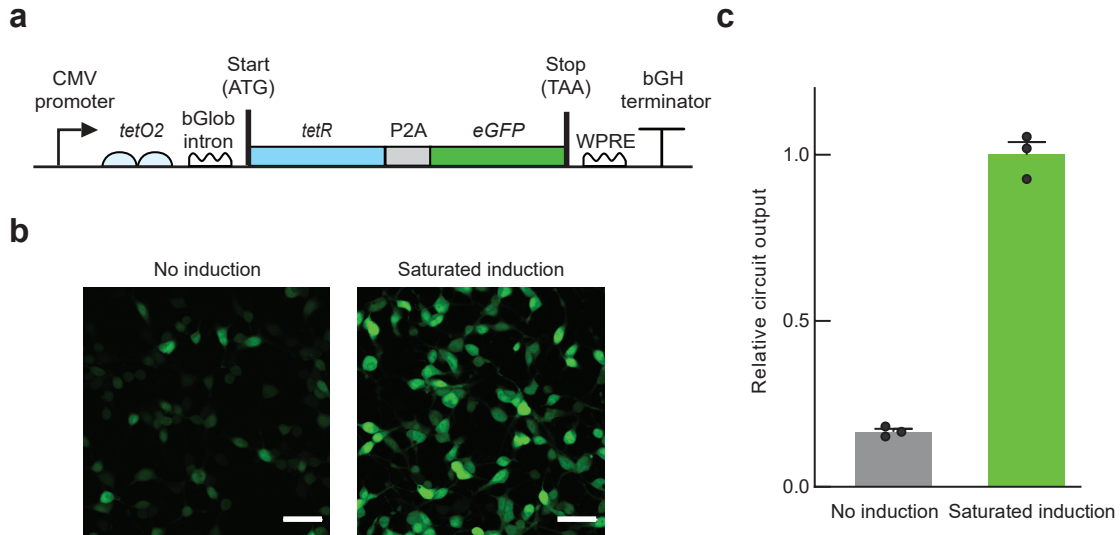 a
CMV
promoter
tetO2
bGlob
intron
Start
(ATG)
tetR
P2A
eGFP
Stop
(TAA)
WPRE
bGH
terminator
b
No induction
Saturated induction
c
Relative circuit output
1.0
0.5
0.0
No induction
Saturated induction